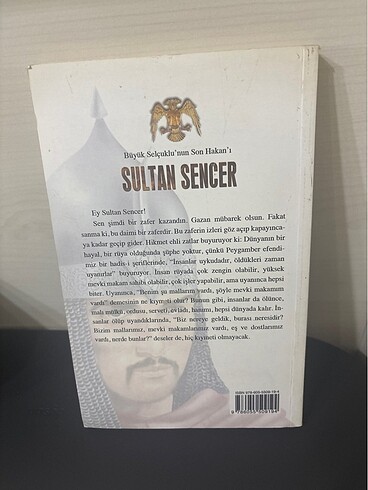 Büyük Selçuklu'nun Son Hakan'ı
SULTAN SENCER
Ey Sultan Sencer!
Sen şimdi bir zafer kazandın. Gazan mübarek olsun. Fakat
sanma ki, bu daimi bir zaferdir. Bu zaferin izleri göz açıp kapayınca-
ya kadar geçip gider. Hikmet ehli zatlar buyuruyor ki: Dünyanın bir
hayal, bir rüya olduğunda şüphe yoktur, çünkü Peygamber efendi-
miz bir hadis-i şeriflerinde, "İnsanlar uykudadır, öldükleri zaman
uyanırlar" buyuruyor. İnsan rüyada çok zengin olabilir, yüksek
mevki makam sahibi olabilir, çok işler yapabilir, ama uyanınca hepsi
biter. Uyanınca, "Benim şu mallarım vardı, şöyle mevki makamım
vardı" demesinin ne kıymeti olur? Bunun gibi, insanlar da ölünce,
malı mülkü, ordusu, serveti, evladı, hanımı, hepsi dünyada kalır. İn-
sanlar ölüp uyandıklarında, "Biz nereye geldik, burası neresidir?
Bizim mallarımız, mevki makamlarımız vardı, eş ve dostlarımız
vardı, nerde bunlar?" deseler de, hiç kıymeti olmayacak.